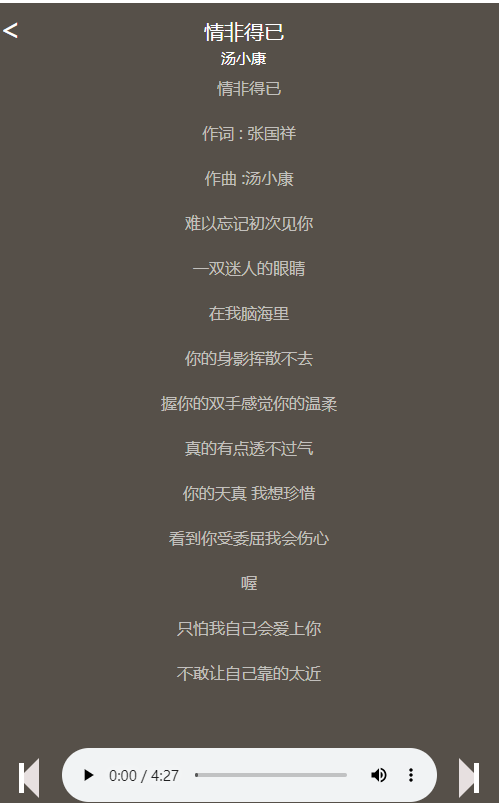 <
情非得已
汤小康
情非得已
作词 : 张国祥
作曲 :汤小康
难以忘记初次见你
一双迷人的眼睛
在我脑海里
你的身影挥散不去
握你的双手感觉你的温柔
真的有点透不过气
你的天真 我想珍惜
看到你受委屈我会伤心
喔
只怕我自己会爱上你
不敢让自己靠的太近
0:00 / 4:27